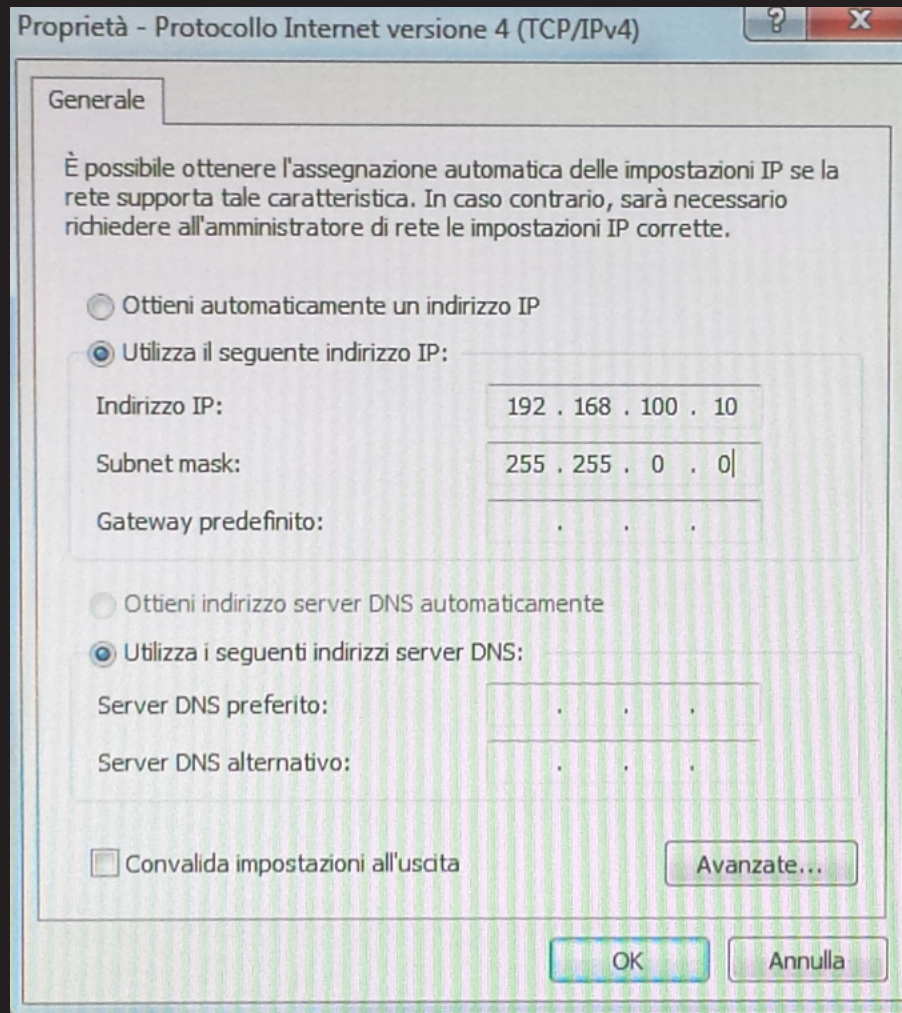 Proprietà - Protocollo Internet versione 4 (TCP/IPv4)
?
X
Generale
È possibile ottenere l'assegnazione automatica delle impostazioni IP se la
rete supporta tale caratteristica. In caso contrario, sarà necessario
richiedere all'amministratore di rete le impostazioni IP corrette.
Ottieni automaticamente un indirizzo IP
Utilizza il seguente indirizzo IP:
Indirizzo IP: 192 . 168 . 100 . 10
Subnet mask: 255 . 255 . 0 . 0
Gateway predefinito: . . .
Ottieni indirizzo server DNS automaticamente
Utilizza i seguenti indirizzi server DNS:
Server DNS preferito: . . .
Server DNS alternativo: . . .
Convalida impostazioni all'uscita Avanzate...
OK Annulla